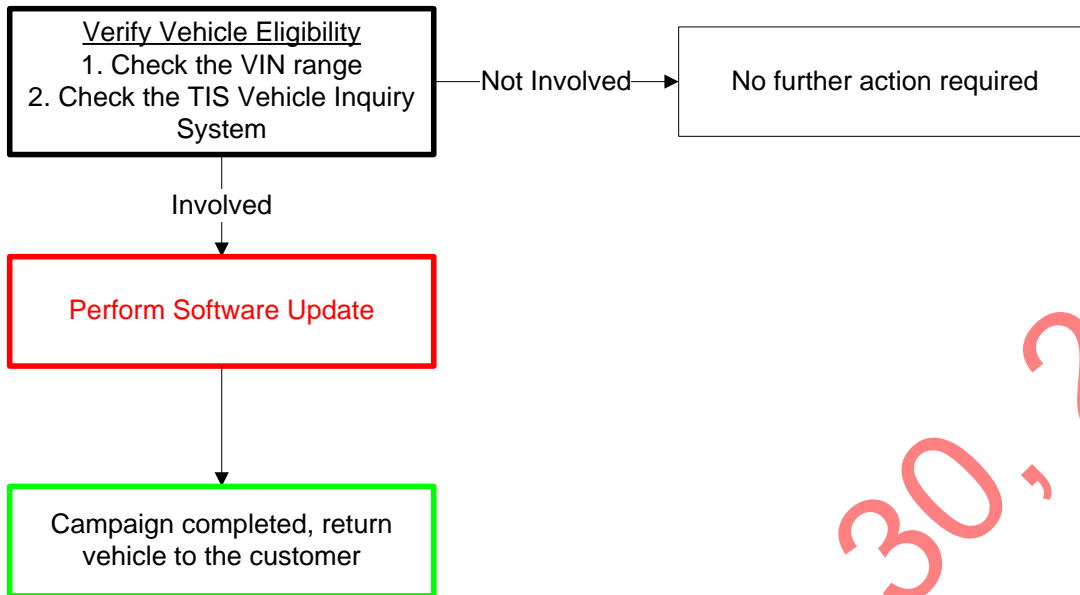 Verify Vehicle Eligibility
1. Check the VIN range
2. Check the TIS Vehicle Inquiry
System
Not Involved
No further action required
Involved
Perform Software Update
Campaign completed, return
vehicle to the customer
30, 2